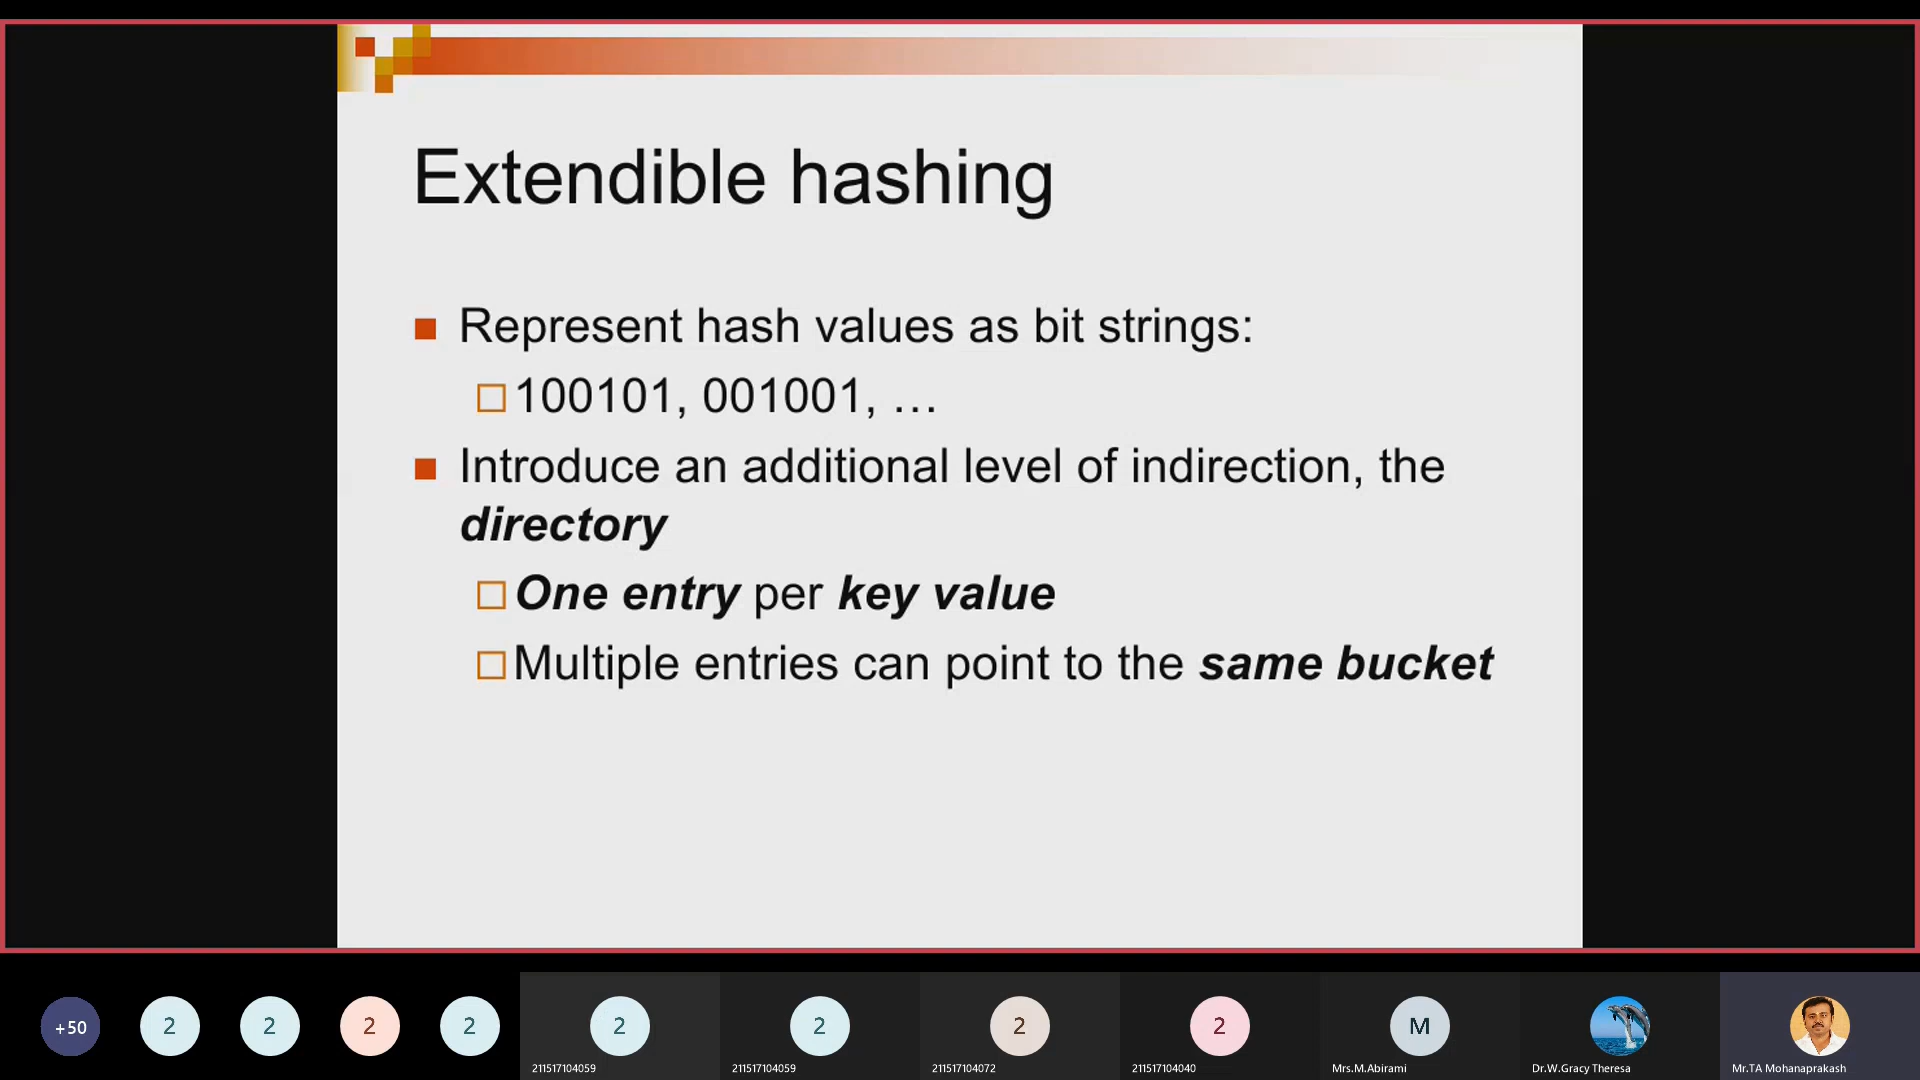 Extendible hashing
Represent hash values as bit strings:
100101, 001001, …
Introduce an additional level of indirection, the
directory
One entry per key value
Multiple entries can point to the same bucket
+50
2
2
2
2
2
2
2
2
M
211517104059
211517104059
211517104072
211517104040
Mrs.M.Abirami
Dr.W.Gracy Theresa
Mr.TA Mohanaprakash